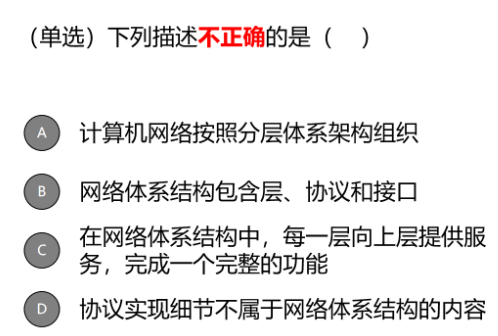 （单选）下列描述不正确的是（ ）
A 计算机网络按照分层体系架构组织
B 网络体系结构包含层、协议和接口
C 在网络体系结构中，每一层向上层提供服
务，完成一个完整的功能
D 协议实现细节不属于网络体系结构的内容